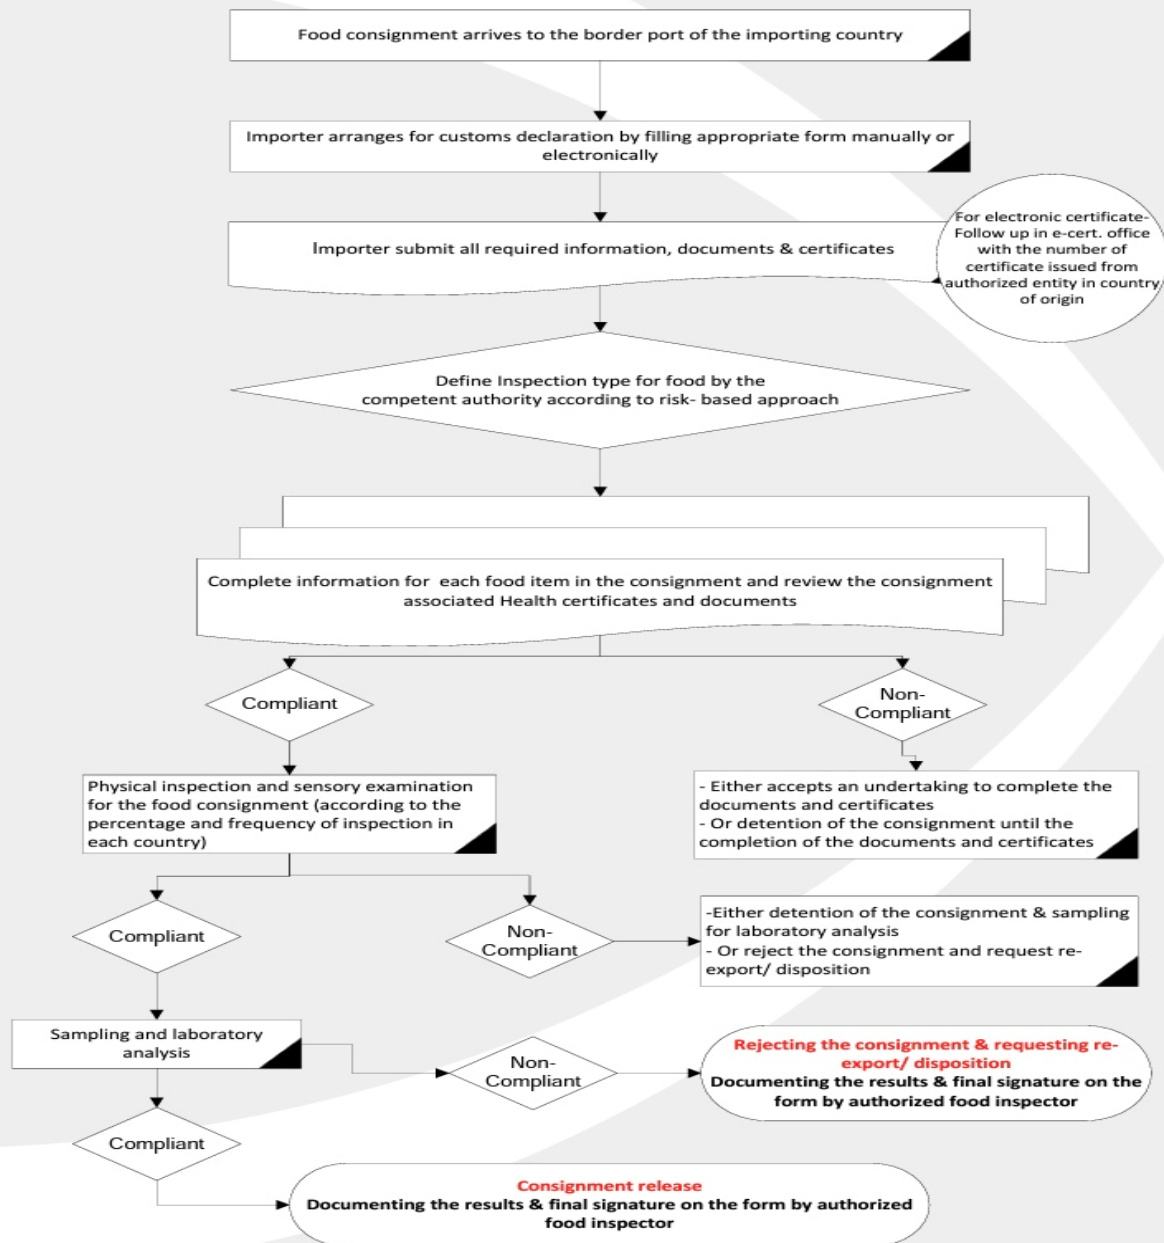 Food consignment arrives to the border port of the importing country
Importer arranges for customs declaration by filling appropriate form manually or
electronically
Importer submit all required information, documents & certificates
For electronic certificate-
Follow up in e-cert. office
with the number of
certificate issued from
authorized entity in country
of origin
Define Inspection type for food by the
competent authority according to risk- based approach
Complete information for each food item in the consignment and review the consignment
associated Health certificates and documents
Compliant
Non-
Compliant
Physical inspection and sensory examination
for the food consignment (according to the
percentage and frequency of inspection in
each country)
- Either accepts an undertaking to complete the
documents and certificates
- Or detention of the consignment until the
completion of the documents and certificates
Compliant
Non-
Compliant
-Either detention of the consignment & sampling
for laboratory analysis
- Or reject the consignment and request re-
export/ disposition
Sampling and laboratory
analysis
Non-
Compliant
Rejecting the consignment & requesting re-
export/ disposition
Documenting the results & final signature on the
form by authorized food inspector
Compliant
Consignment release
Documenting the results & final signature on the form by authorized
food inspector